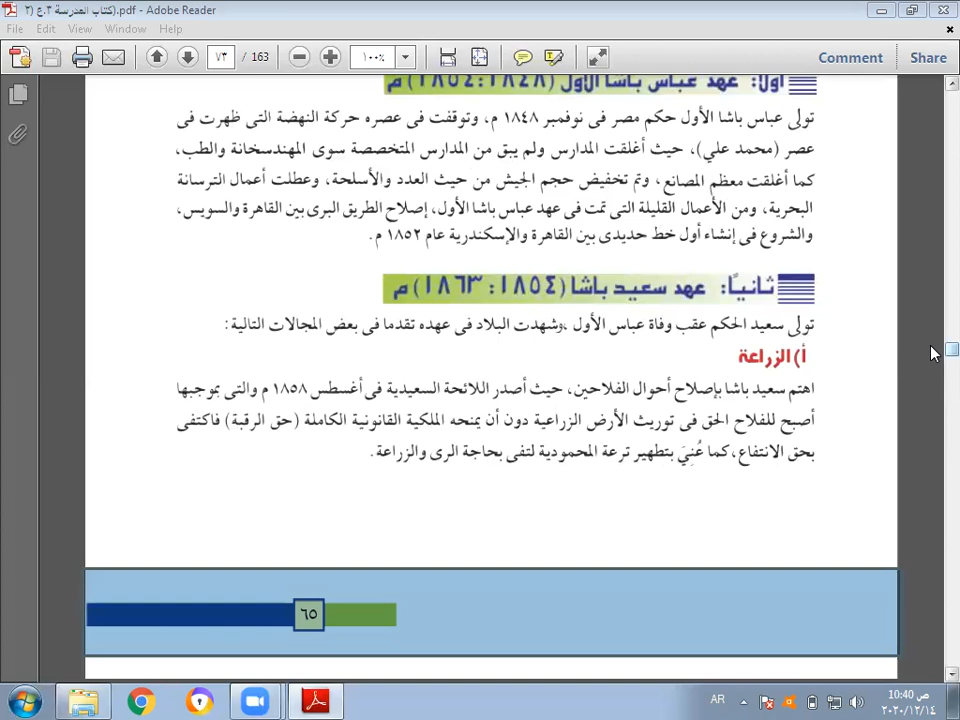 (كتاب المدرسة ٣.ع (٢.pdf - Adobe Reader
File Edit View Window Help
٧٣ / 163 ١٠٠% Comment Share
أولًا: عهد عباس باشا الأول (١٨٤٨: ١٨٥٤) م
تولى عباس باشا الأول حكم مصر فى نوفمبر ١٨٤٨ م، وتوقفت فى عصره حركة النهضة التى ظهرت فى
عصر (محمد علي)، حيث أغلقت المدارس ولم يبق من المدارس المتخصصة سوى المهندسخانة والطب،
كما أغلقت معظم المصانع، وتم تخفيض حجم الجيش من حيث العدد والأسلحة، وعطلت أعمال الترسانة
البحرية، ومن الأعمال القليلة التى تمت فى عهد عباس باشا الأول، إصلاح الطريق البرى بين القاهرة والسويس،
والشروع فى إنشاء أول خط حديدى بين القاهرة والإسكندرية عام ١٨٥٢ م.
ثانيًا: عهد سعيد باشا (١٨٥٤: ١٨٦٣) م
تولى سعيد الحكم عقب وفاة عباس الأول ،وشهدت البلاد فى عهده تقدما فى بعض المجالات التالية:
أ) الزراعة
اهتم سعيد باشا بإصلاح أحوال الفلاحين، حيث أصدر اللائحة السعيدية فى أغسطس ١٨٥٨ م والتى بموجبها
أصبح للفلاح الحق فى توريث الأرض الزراعية دون أن يمنحه الملكية القانونية الكاملة (حق الرقبة) فاكتفى
بحق الانتفاع،كما عُنِيَ بتطهير ترعة المحمودية لتفى بحاجة الرى والزراعة.
٦٥
AR
10:40 ص
٢٠٢٠/١٢/١٤